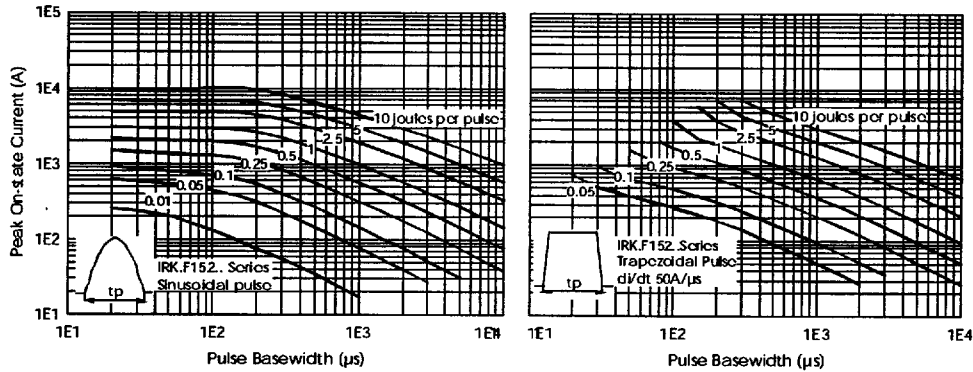 Peak On-state Current (A)
1E5
1E4
1E3
1E2
1E1
10 joules per pulse
5
2.5
1
0.5
0.25
0.1
0.05
0.01
tp
IRK.F152.. Series
Sinusoidal pulse
1E1
1E2
1E3
1E4
Pulse Basewidth (µs)
10 joules per pulse
5
2.5
1
0.5
0.25
0.1
0.05
tp
IRK.F152..Series
Trapezoidal Pulse
di/dt 50A/µs
1E1
1E2
1E3
1E4
Pulse Basewidth (µs)